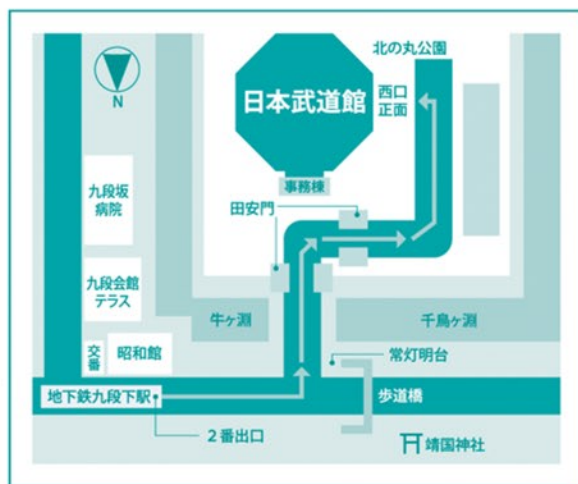 北の丸公園
日本武道館
西口
正面
N
事務棟
九段坂
病院
田安門
九段会館
テラス
牛ヶ淵
千鳥ヶ淵
交番
昭和館
常灯明台
地下鉄九段下駅
歩道橋
2番出口
靖国神社